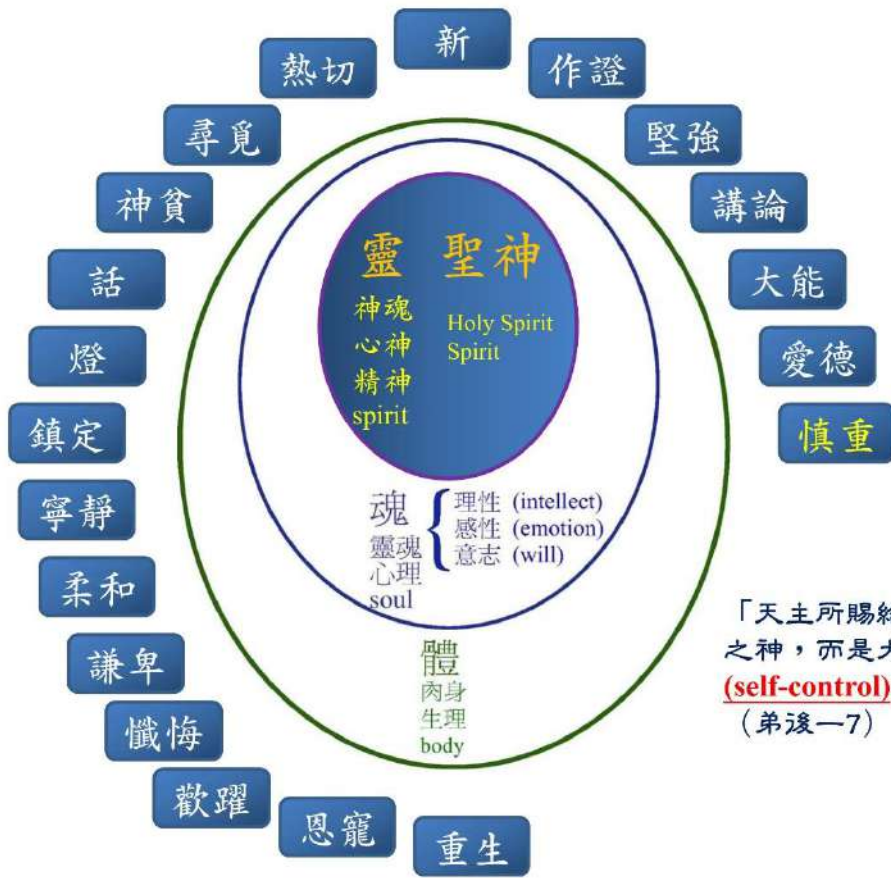 新
熱切
作證
尋覓
堅強
神貧
講論
話
大能
燈
愛德
鎮定
慎重
寧靜
柔和
謙卑
懺悔
歡躍
恩寵
重生
靈 聖神
神魂
心神
精神
spirit
Holy Spirit
Spirit
魂
靈魂
心理
soul
理性 (intellect)
感性 (emotion)
意志 (will)
體
肉身
生理
body
「天主所賜
之神，而是
(self-control)
（弟後一7）